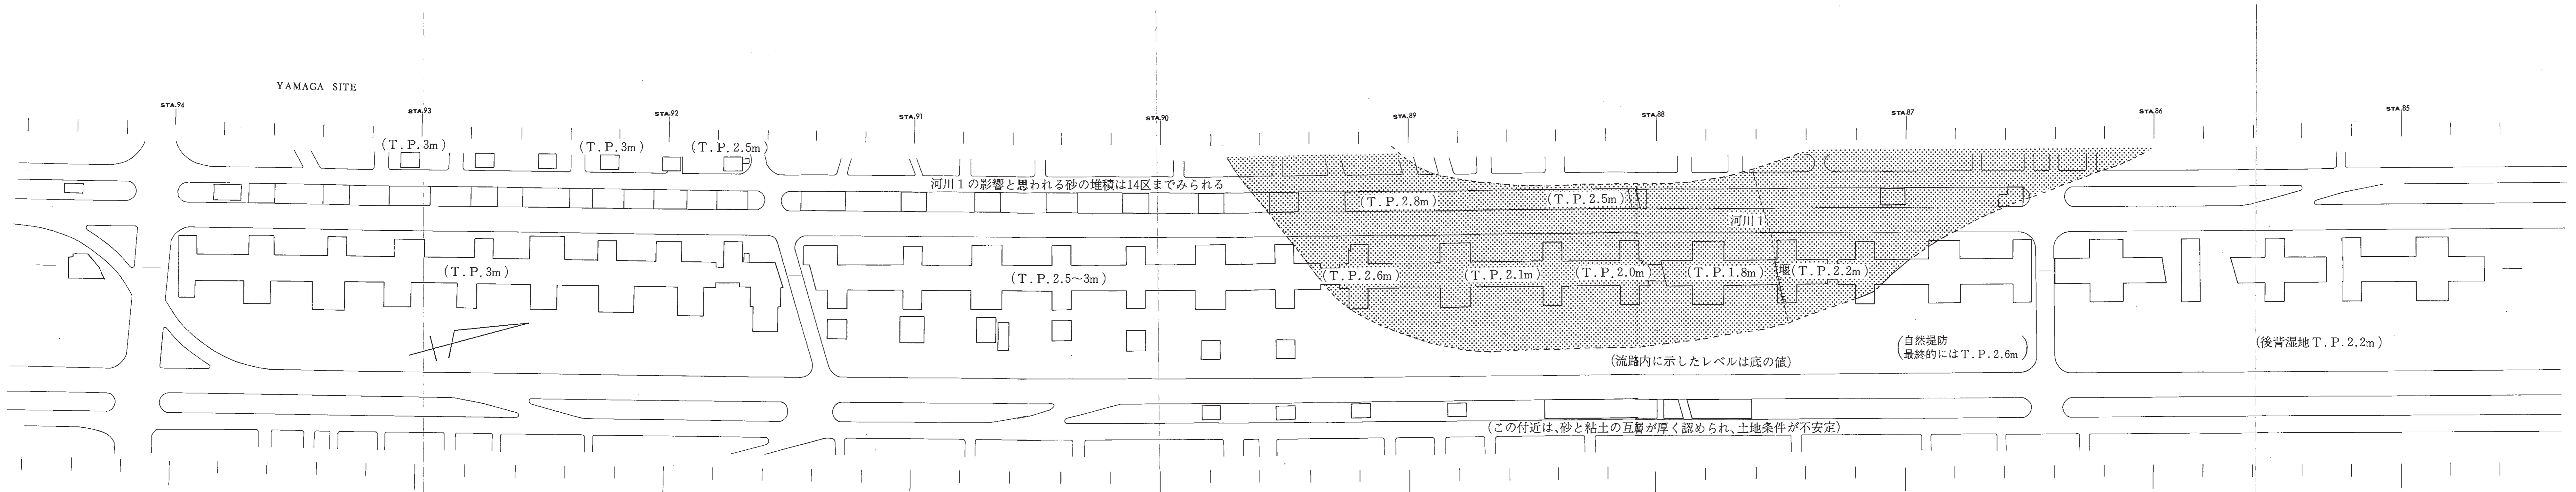 YAMAGA SITE
STA.94
STA.93
STA.92
STA.91
STA.90
STA.89
STA.88
STA.87
STA.86
STA.85
(T.P.3m)
(T.P.3m)
(T.P.2.5m)
河川1の影響と思われる砂の堆積は14区までみられる
(T.P.2.8m)
(T.P.2.5m)
河川1
(T.P.3m)
(T.P.2.5~3m)
(T.P.2.6m)
(T.P.2.1m)
(T.P.2.0m)
(T.P.1.8m)
堰(T.P.2.2m)
(流路内に示したレベルは底の値)
(自然堤防
最終的にはT.P.2.6m)
(後背湿地T.P.2.2m)
(この付近は、砂と粘土の互層が厚く認められ、土地条件が不安定)